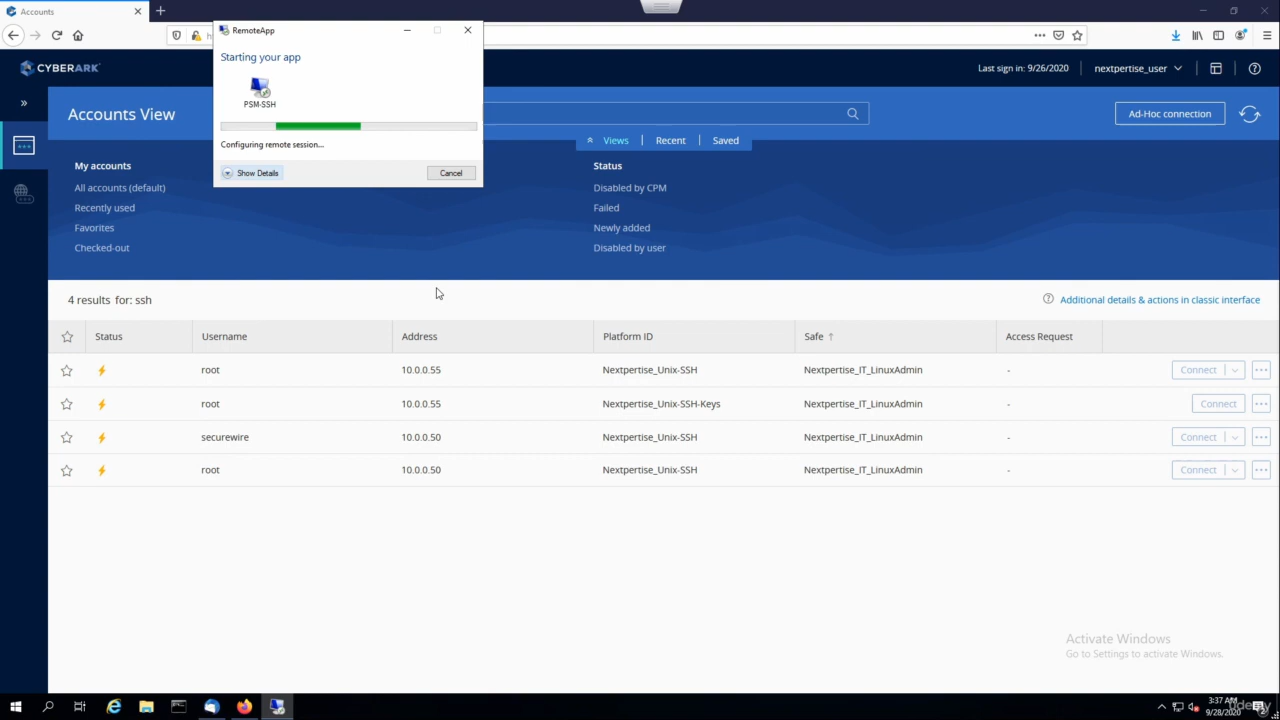 Accounts
RemoteApp
Starting your app
PSM-SSH
Configuring remote session...
Show Details
Cancel
CYBERARK
Last sign in: 9/26/2020
nextpertise_user
Accounts View
Ad-Hoc connection
Views
Recent
Saved
My accounts
All accounts (default)
Recently used
Favorites
Checked-out
Status
Disabled by CPM
Failed
Newly added
Disabled by user
4 results for: ssh
Additional details & actions in classic interface
Status Username Address Platform ID Safe Access Request
root 10.0.0.55 Nextpertise_Unix-SSH Nextpertise_IT_LinuxAdmin - Connect
root 10.0.0.55 Nextpertise_Unix-SSH-Keys Nextpertise_IT_LinuxAdmin - Connect
securewire 10.0.0.50 Nextpertise_Unix-SSH Nextpertise_IT_LinuxAdmin - Connect
root 10.0.0.50 Nextpertise_Unix-SSH Nextpertise_IT_LinuxAdmin - Connect
Activate Windows
Go to Settings to activate Windows.
3:37 AM
9/28/2020
udemy